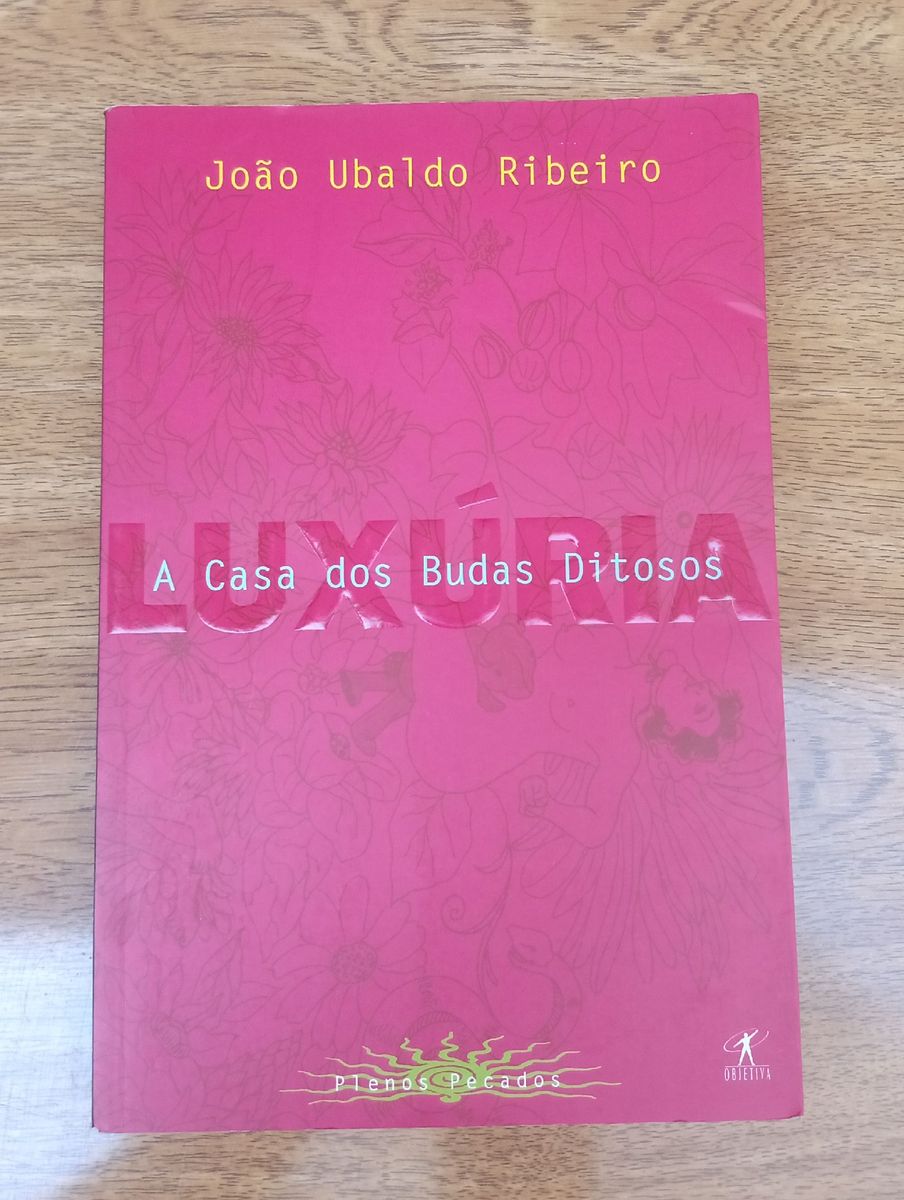 João Ubaldo Ribeiro
LUXÚRIA
A Casa dos Budas Ditosos
Plenos Pecados
OBJETIVA